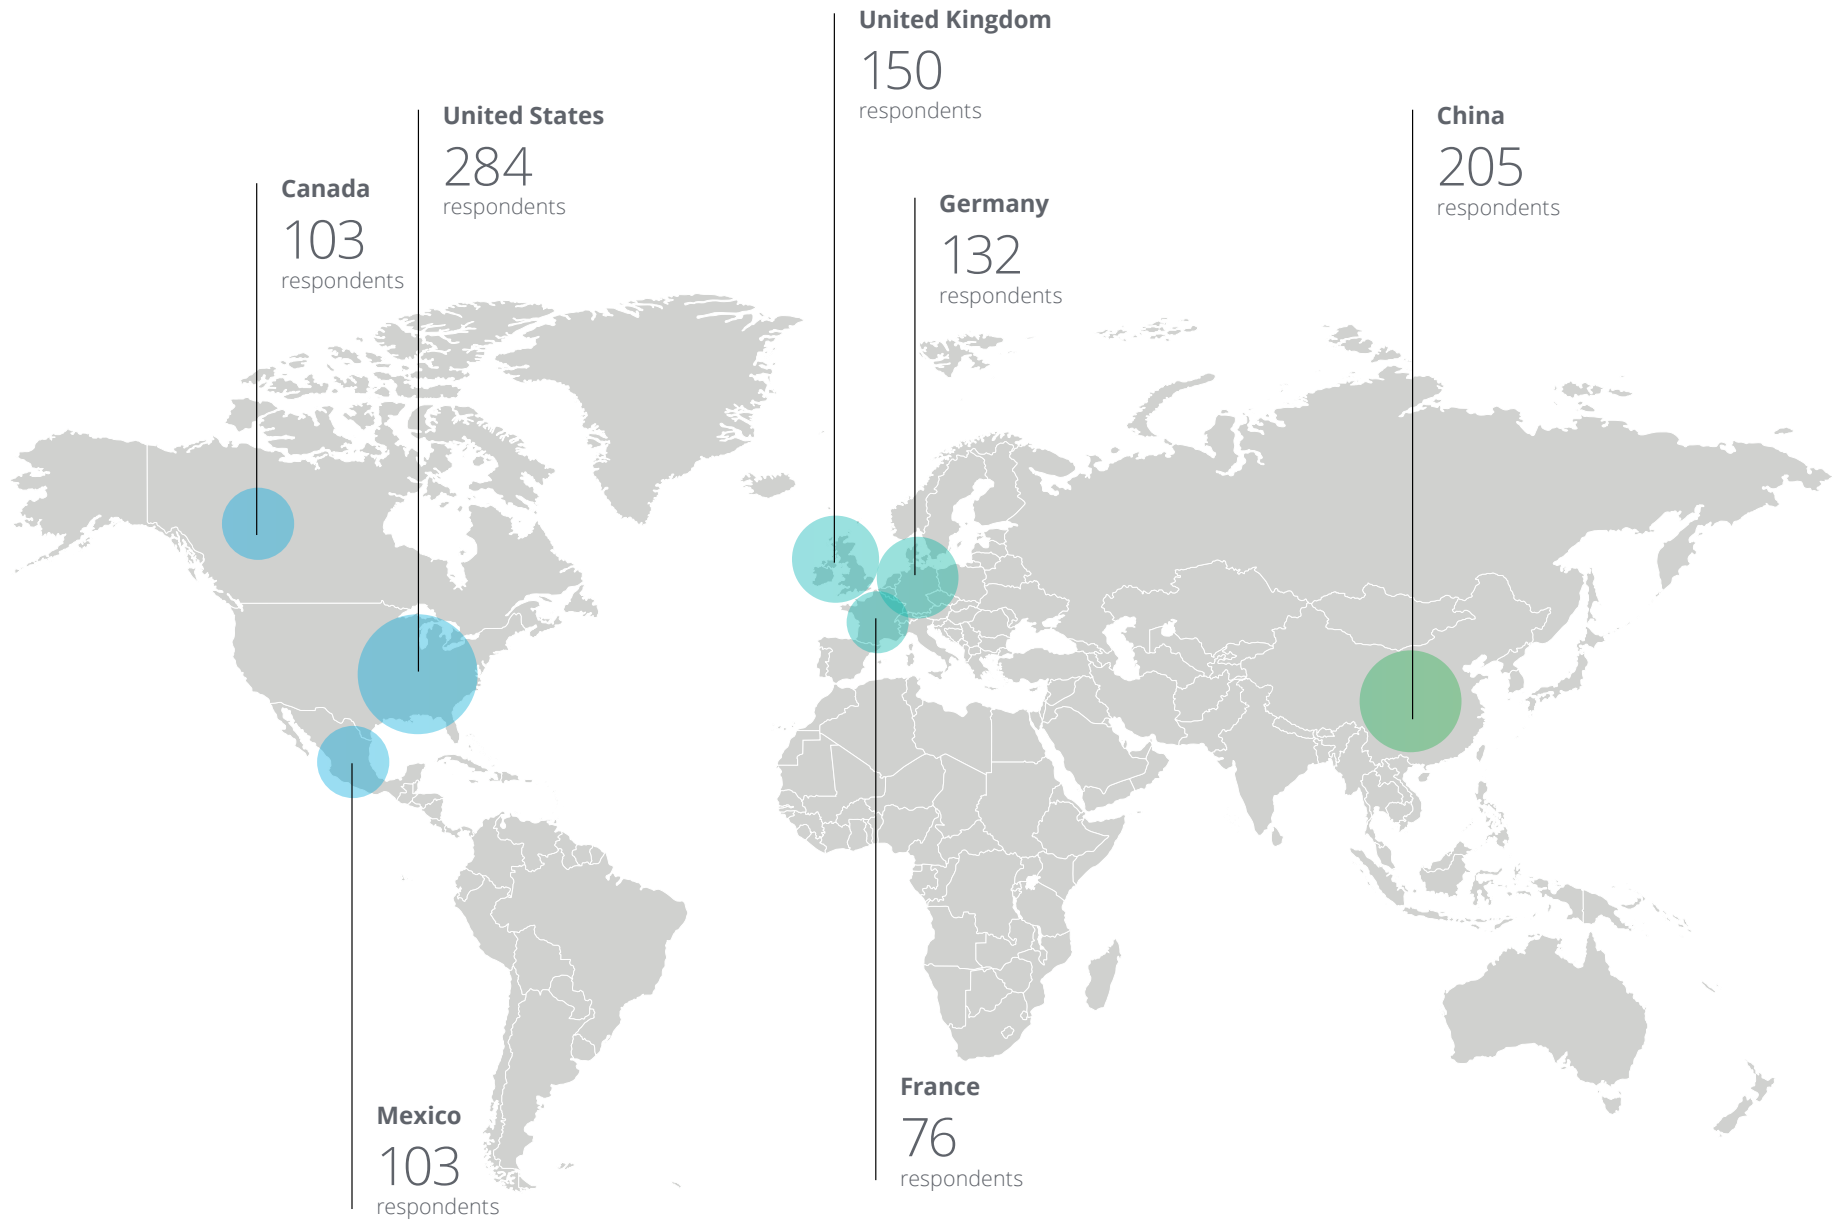 United Kingdom
150
respondents
United States
284
respondents
China
205
respondents
Canada
103
respondents
Germany
132
respondents
France
76
respondents
Mexico
103
respondents